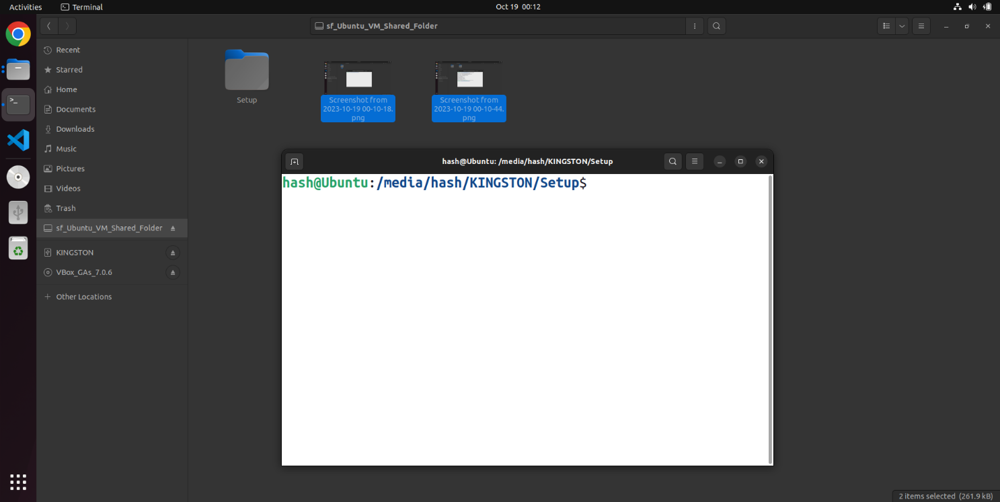 Activities
Terminal
Oct 19 00:12
sf_Ubuntu_VM_Shared_Folder
Recent
Starred
Home
Documents
Downloads
Music
Pictures
Videos
Trash
sf_Ubuntu_VM_Shared_Folder
KINGSTON
VBox_GAs_7.0.6
Other Locations
Setup
Screenshot from
2023-10-19 00-10-18.
png
Screenshot from
2023-10-19 00-10-44.
png
hash@Ubuntu: /media/hash/KINGSTON/Setup
hash@Ubuntu:/media/hash/KINGSTON/Setup$
2 items selected (261.9 kB)